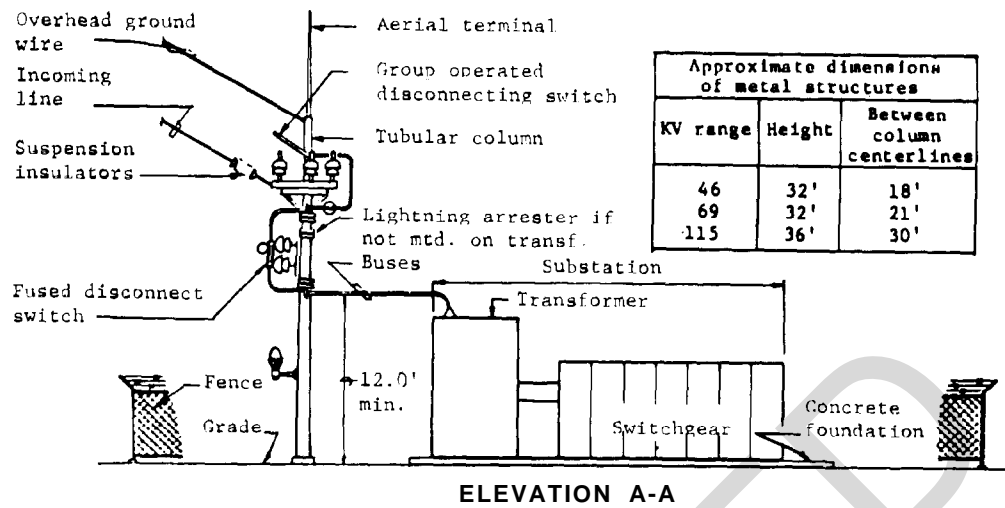 Overhead ground
wire
Incoming
line
Suspension
insulators
Fused disconnect
switch
Aerial terminal
Group operated
disconnecting switch
Tubular column
Lightning arrester if
not mtd. on transf.
Buses
Substation
Transformer
Approximate dimensions
of metal structures
KV range Height Between
column
centerlines
46 32' 18'
69 32' 21'
115 36' 30'
Fence
Grade
12.0'
min.
Switchgear
Concrete
foundation
ELEVATION A-A